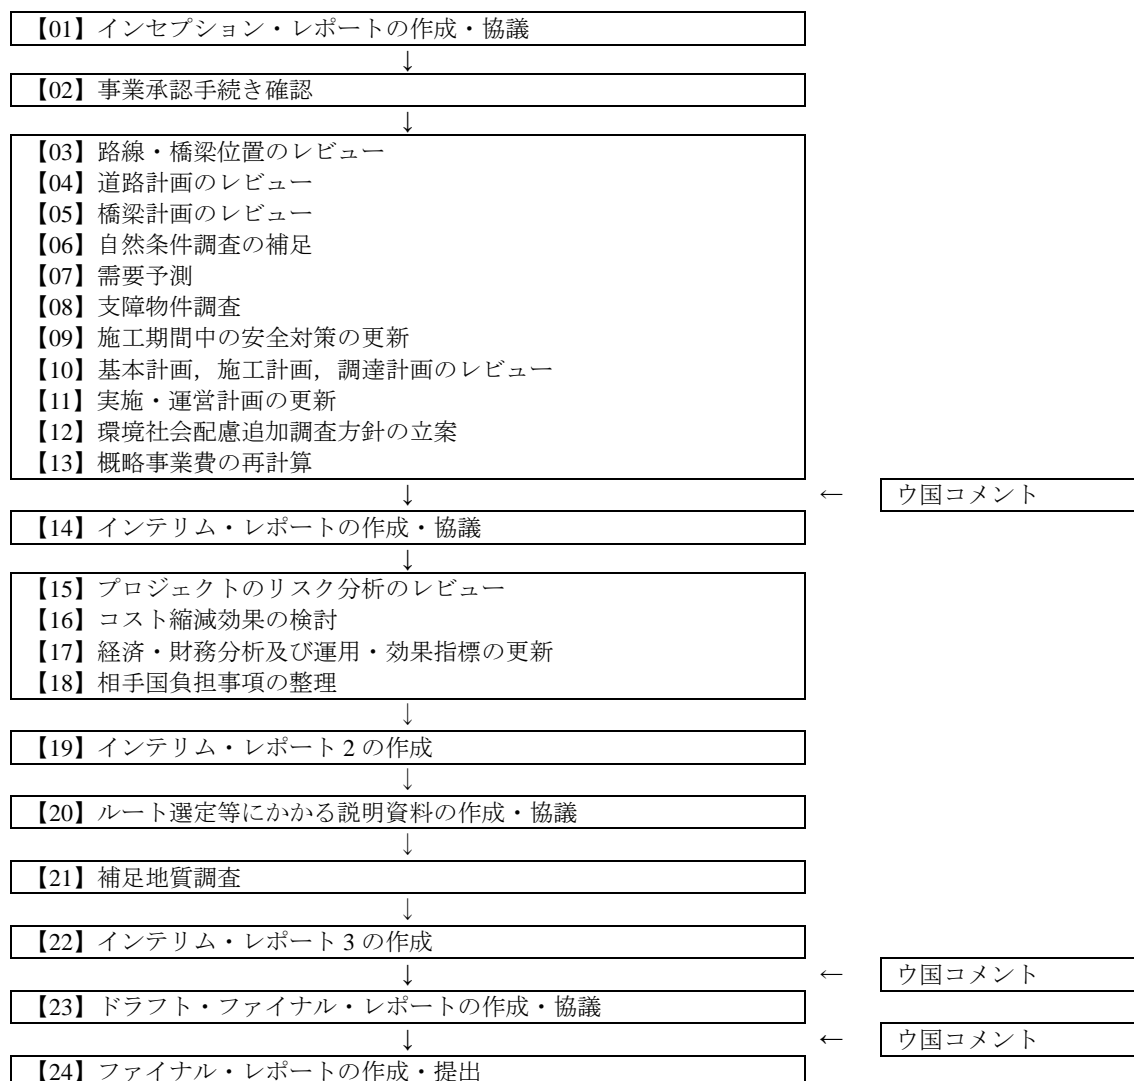 【01】インセプション・レポートの作成・協議
↓
【02】事業承認手続き確認
↓
【03】路線・橋梁位置のレビュー
【04】道路計画のレビュー
【05】橋梁計画のレビュー
【06】自然条件調査の補足
【07】需要予測
【08】支障物件調査
【09】施工期間中の安全対策の更新
【10】基本計画，施工計画，調達計画のレビュー
【11】実施・運営計画の更新
【12】環境社会配慮追加調査方針の立案
【13】概略事業費の再計算
↓ ← ウ国コメント
【14】インテリム・レポートの作成・協議
↓
【15】プロジェクトのリスク分析のレビュー
【16】コスト縮減効果の検討
【17】経済・財務分析及び運用・効果指標の更新
【18】相手国負担事項の整理
↓
【19】インテリム・レポート 2 の作成
↓
【20】ルート選定等にかかる説明資料の作成・協議
↓
【21】補足地質調査
↓
【22】インテリム・レポート 3 の作成
↓ ← ウ国コメント
【23】ドラフト・ファイナル・レポートの作成・協議
↓ ← ウ国コメント
【24】ファイナル・レポートの作成・提出